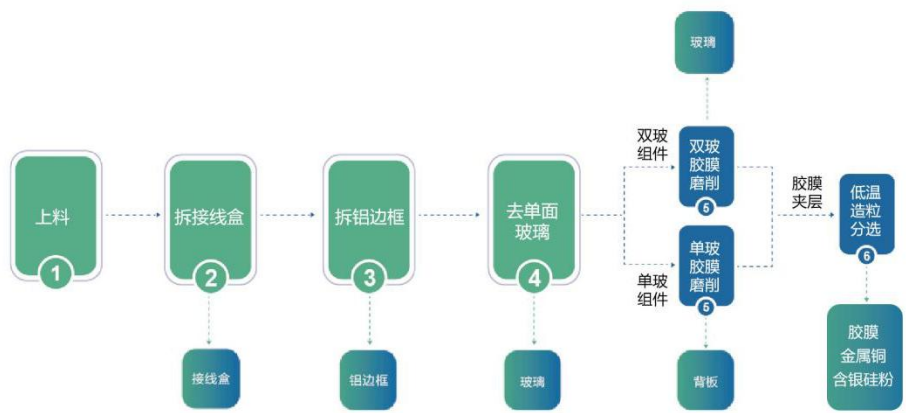 玻璃
双玻
组件
双玻
胶膜
磨削
5
胶膜
夹层
上料
1
拆接线盒
2
拆铝边框
3
去单面
玻璃
4
低温
造粒
分选
6
单玻
组件
单玻
胶膜
磨削
5
接线盒
铝边框
玻璃
背板
胶膜
金属铜
含银硅粉